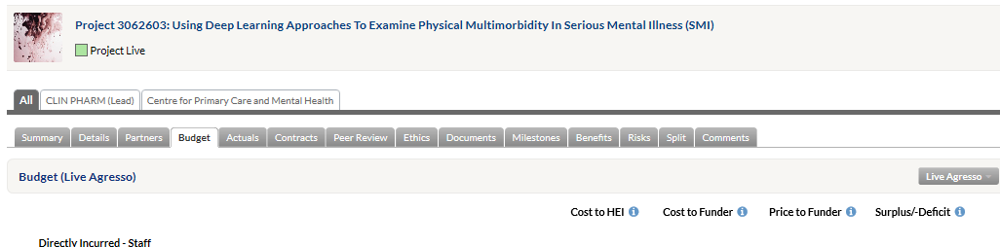 Project 3062603: Using Deep Learning Approaches To Examine Physical Multimorbidity In Serious Mental Illness (SMI)
Project Live
All CLIN PHARM (Lead) Centre for Primary Care and Mental Health
Summary Details Partners Budget Actuals Contracts Peer Review Ethics Documents Milestones Benefits Risks Split Comments
Budget (Live Agresso) Live Agresso
Cost to HEI Cost to Funder Price to Funder Surplus/-Deficit
Directly Incurred - Staff